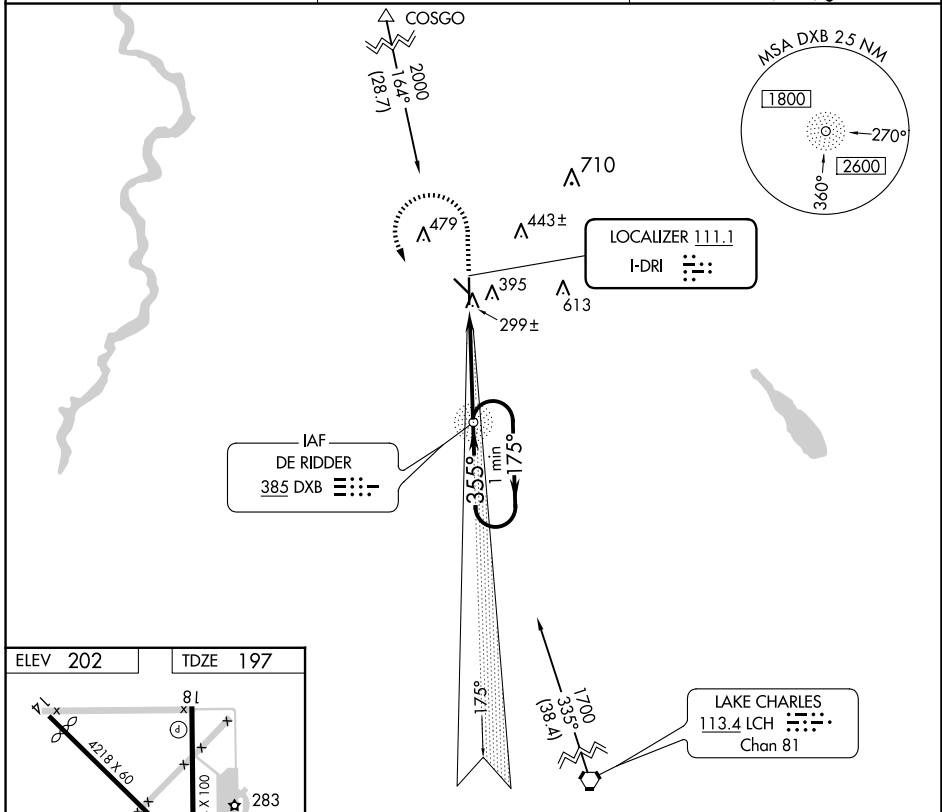 COSGO
2000
164°
(28.7)
MSA DXB 25 NM
1800
270°
2600
360°
710
479
443±
LOCALIZER 111.1
I-DRI
395
613
299±
IAF
DE RIDDER
385 DXB
355°
1 min
175°
175°
1700
335°
(38.4)
LAKE CHARLES
113.4 LCH
Chan 81
ELEV 202
TDZE 197
14
18
P
4218 X 60
X 100
283